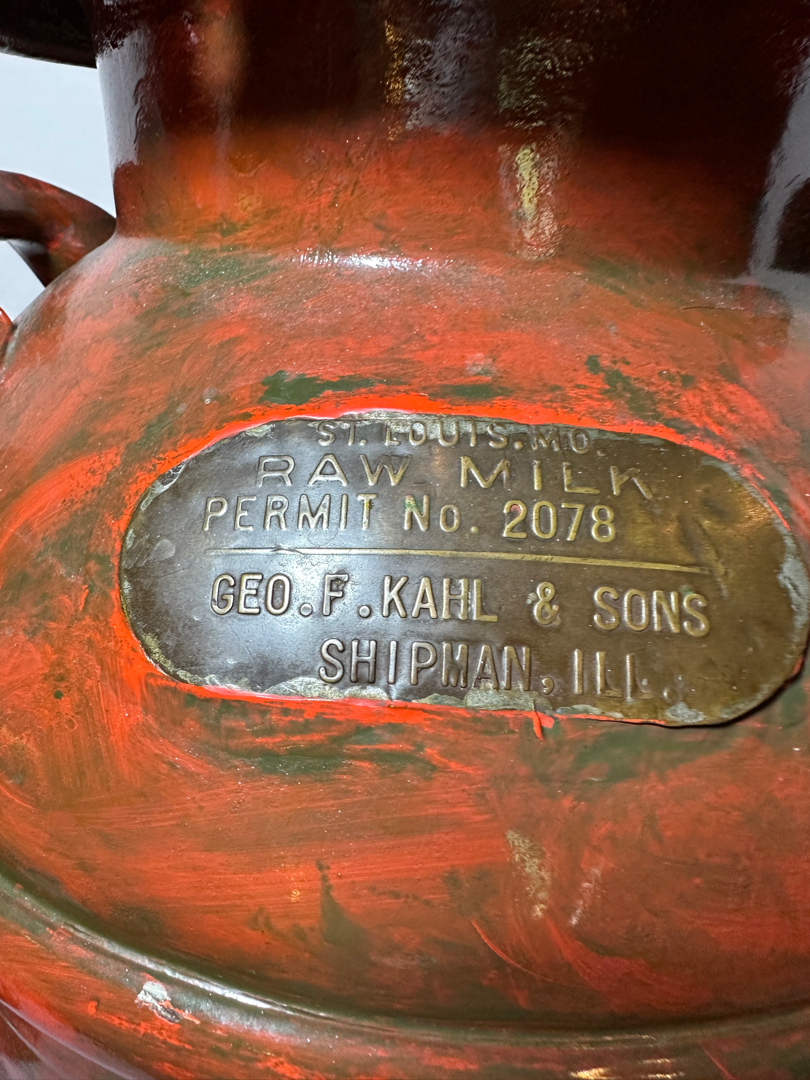 ST. LOUIS, MO.
RAW MILK
PERMIT No. 2078
GEO. F. KAHL & SONS
SHIPMAN, ILL.